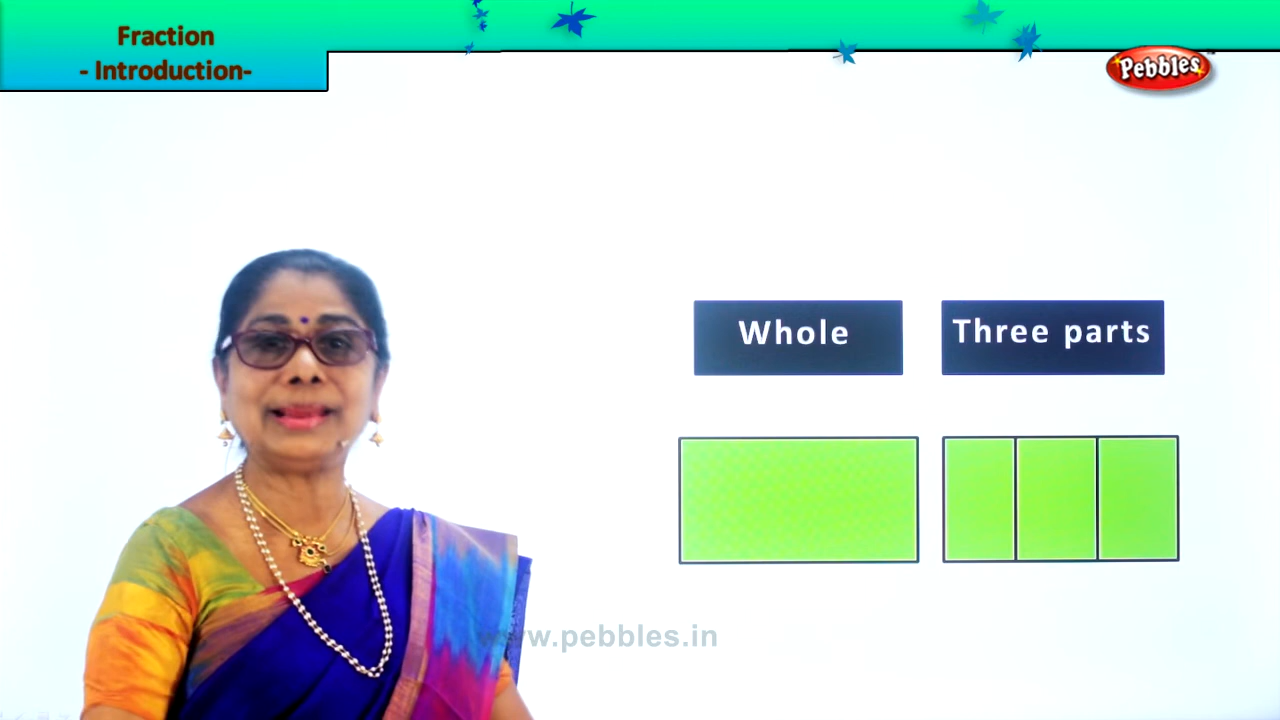 Fraction
- Introduction-
Pebbles
Whole
Three parts
www.pebbles.in